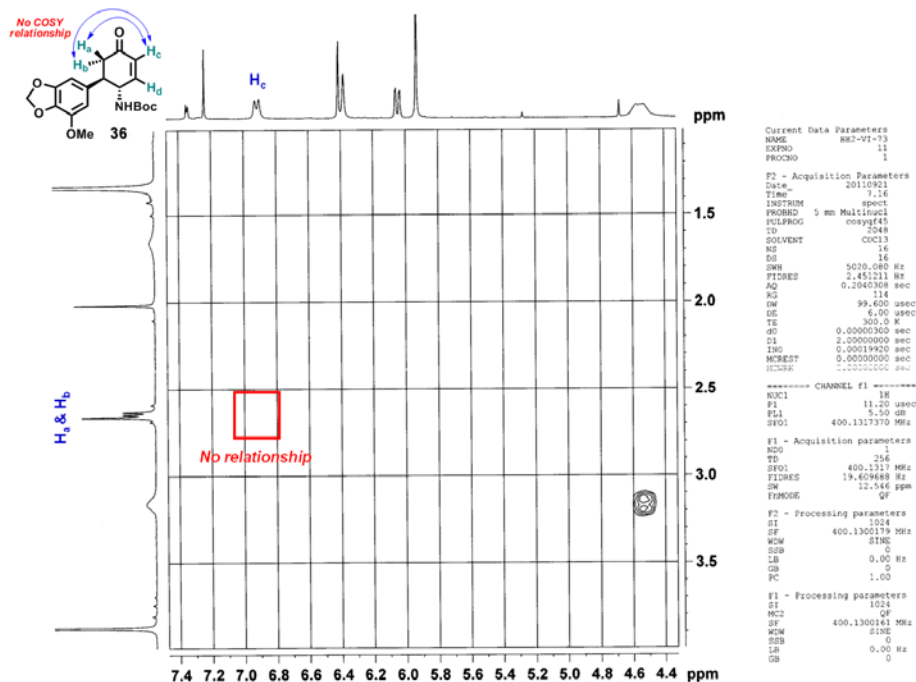 No COSY
relationship
O
Ha
Hb
Hc
Hd
O
O
NHBoc
OMe
36
Hc
ppm
Ha & Hb
No relationship
1.5
2.0
2.5
3.0
3.5
7.4 7.2 7.0 6.8 6.6 6.4 6.2 6.0 5.8 5.6 5.4 5.2 5.0 4.8 4.6 4.4 ppm
Current Data Parameters
NAME HH2-VI-73
EXPNO 11
PROCNO 1
F2 - Acquisition Parameters
Date_ 20110921
Time 7.16
INSTRUM spect
PROBHD 5 mm Multinucl
PULPROG cosyqf45
TD 2048
SOLVENT CDCl3
NS 16
DS 16
SWH 5020.080 Hz
FIDRES 2.451211 Hz
AQ 0.2040308 sec
RG 114
DW 99.600 usec
DE 6.00 usec
TE 300.0 K
d0 0.00000300 sec
D1 2.00000000 sec
IN0 0.00019920 sec
MCREST 0.00000000 sec
======== CHANNEL f1 ========
NUC1 1H
P1 11.20 usec
PL1 5.50 dB
SFO1 400.1317370 MHz
F1 - Acquisition parameters
ND0 1
TD 256
SFO1 400.1317 MHz
FIDRES 19.609688 Hz
SW 12.546 ppm
FnMODE QF
F2 - Processing parameters
SI 1024
SF 400.1300179 MHz
WDW SINE
SSB 0
LB 0.00 Hz
GB 0
PC 1.00
F1 - Processing parameters
SI 1024
MC2 QF
SF 400.1300161 MHz
WDW SINE
SSB 0
LB 0.00 Hz
GB 0